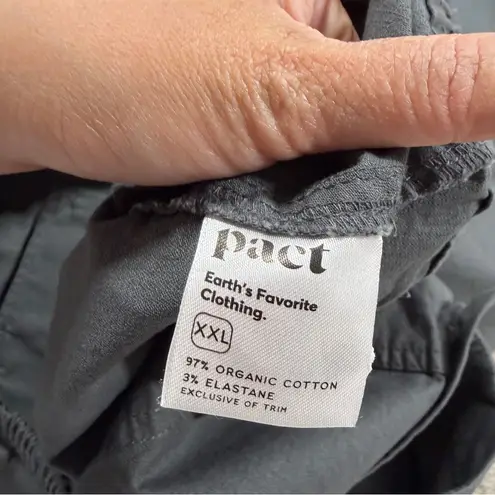 pact
Earth's Favorite
Clothing.
XXL
97% ORGANIC COTTON
3% ELASTANE
EXCLUSIVE OF TRIM